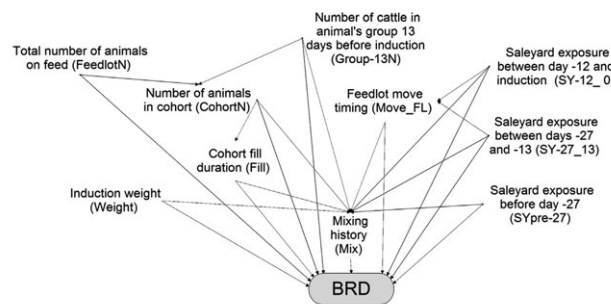 Total number of animals
on feed (FeedlotN)
Number of cattle in
animal's group 13
days before induction
(Group-13N)
Saleyard exposure
between day -12 and
induction (SY-12_ 0
Number of animals
in cohort (CohortN)
Feedlot move
timing (Move_FL)
Saleyard exposure
between days -27
and -13 (SY-27_13)
Cohort fill
duration (Fill)
Induction weight
(Weight)
Mixing
history
(Mix)
Saleyard exposure
before day -27
(SYpre-27)
BRD